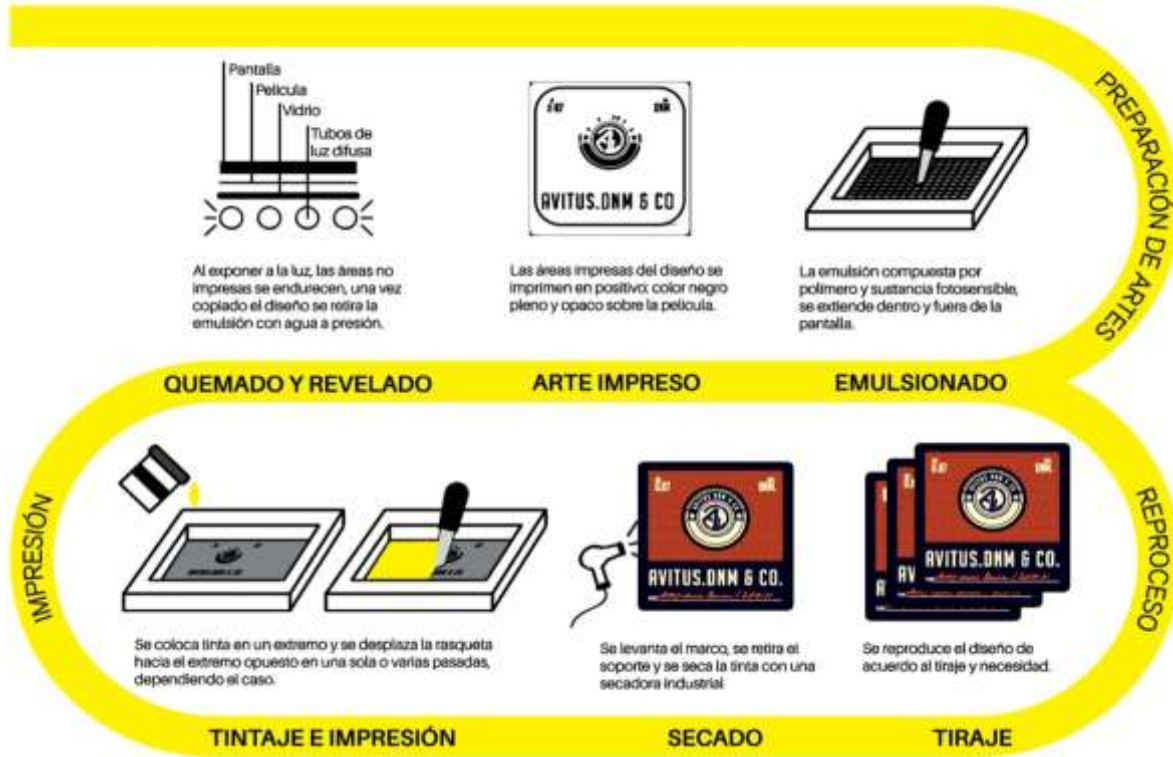 Pantalla
Película
Vidrio
Tubos de
luz difusa
Al exponer a la luz, las áreas no
impresas se endurecen, una vez
copiado el diseño se retira la
emulsión con agua a presión.
QUEMADO Y REVELADO
AVITUS.DNM & CO
Las áreas impresas del diseño se
imprimen en positivo: color negro
pleno y opaco sobre la película.
ARTE IMPRESO
La emulsión compuesta por
polímero y sustancia fotosensible,
se extiende dentro y fuera de la
pantalla.
EMULSIONADO
PREPARACIÓN DE ARTES
IMPRESIÓN
Se coloca tinta en un extremo y se desplaza la rasqueta
hacia el extremo opuesto en una sola o varias pasadas,
dependiendo el caso.
TINTAJE E IMPRESIÓN
AVITUS.DNM & CO.
Se levanta el marco, se retira el
soporte y se seca la tinta con una
secadora industrial
SECADO
AVITUS.DNM & CO.
Se reproduce el diseño de
acuerdo al tiraje y necesidad.
TIRAJE
REPROCESO